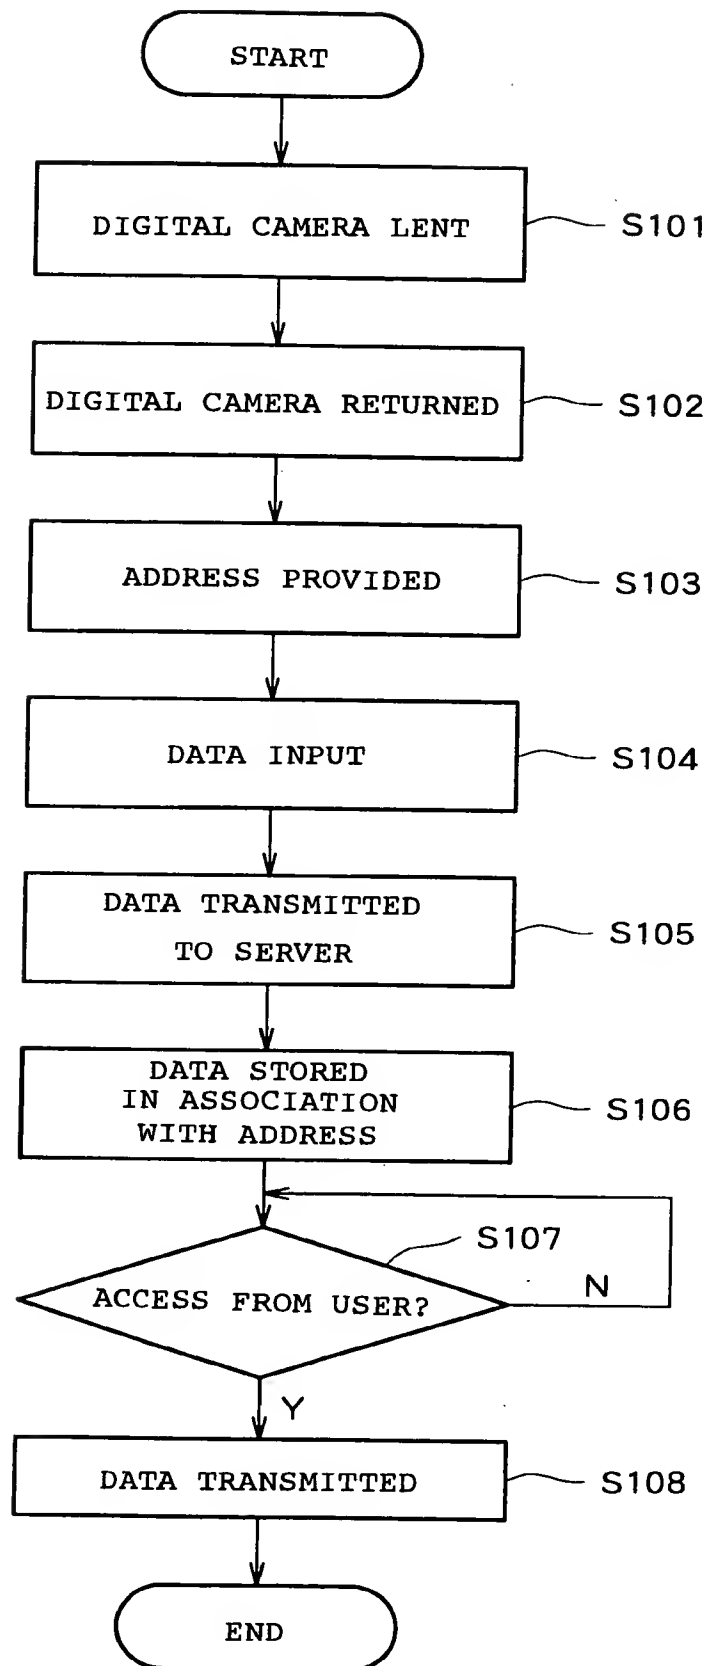 START
DIGITAL CAMERA LENT
S101
DIGITAL CAMERA RETURNED
S102
ADDRESS PROVIDED
S103
DATA INPUT
S104
DATA TRANSMITTED
TO SERVER
S105
DATA STORED
IN ASSOCIATION
WITH ADDRESS
S106
S107
ACCESS FROM USER?
N
Y
DATA TRANSMITTED
S108
END